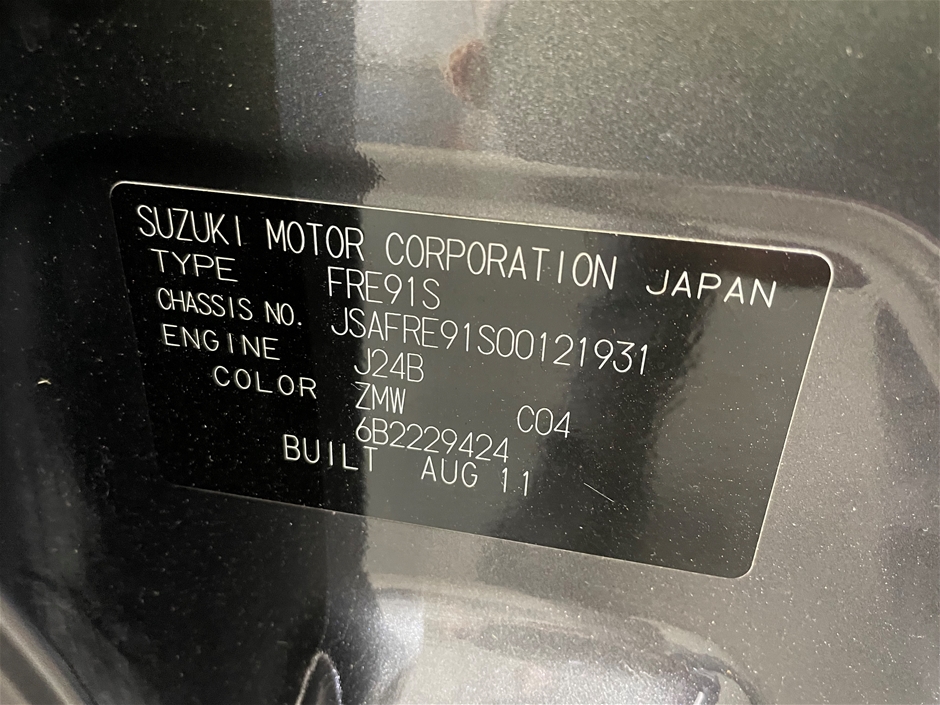 SUZUKI MOTOR CORPORATION JAPAN
TYPE FRE91S
CHASSIS NO. JSAFRE91S00121931
ENGINE J24B
COLOR ZMW C04
6B2229424
BUILT AUG 11